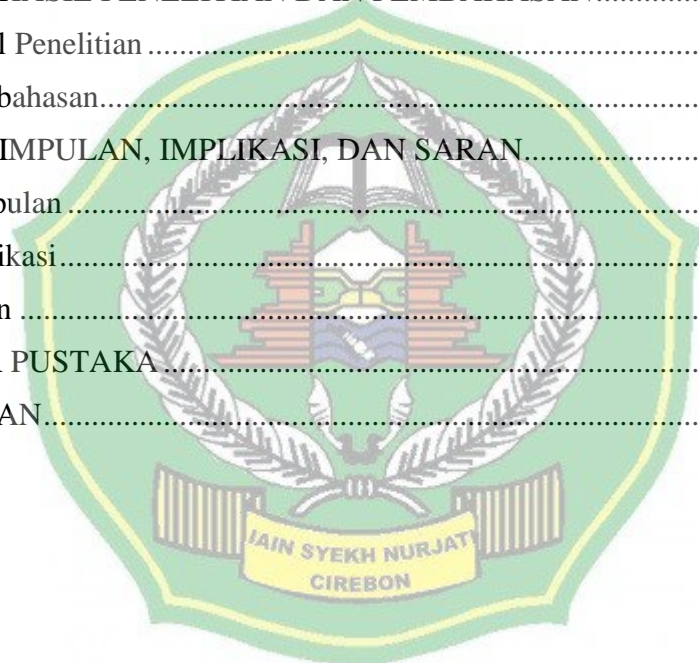 HASIL PENELITIAN DAN PEMBAHASAN............
l Penelitian ............
bahasan............
IMPULAN, IMPLIKASI, DAN SARAN............
pulan ............
ikasi............
n ............
PUSTAKA ............
AN............
IAIN SYEKH NURJATI
CIREBON